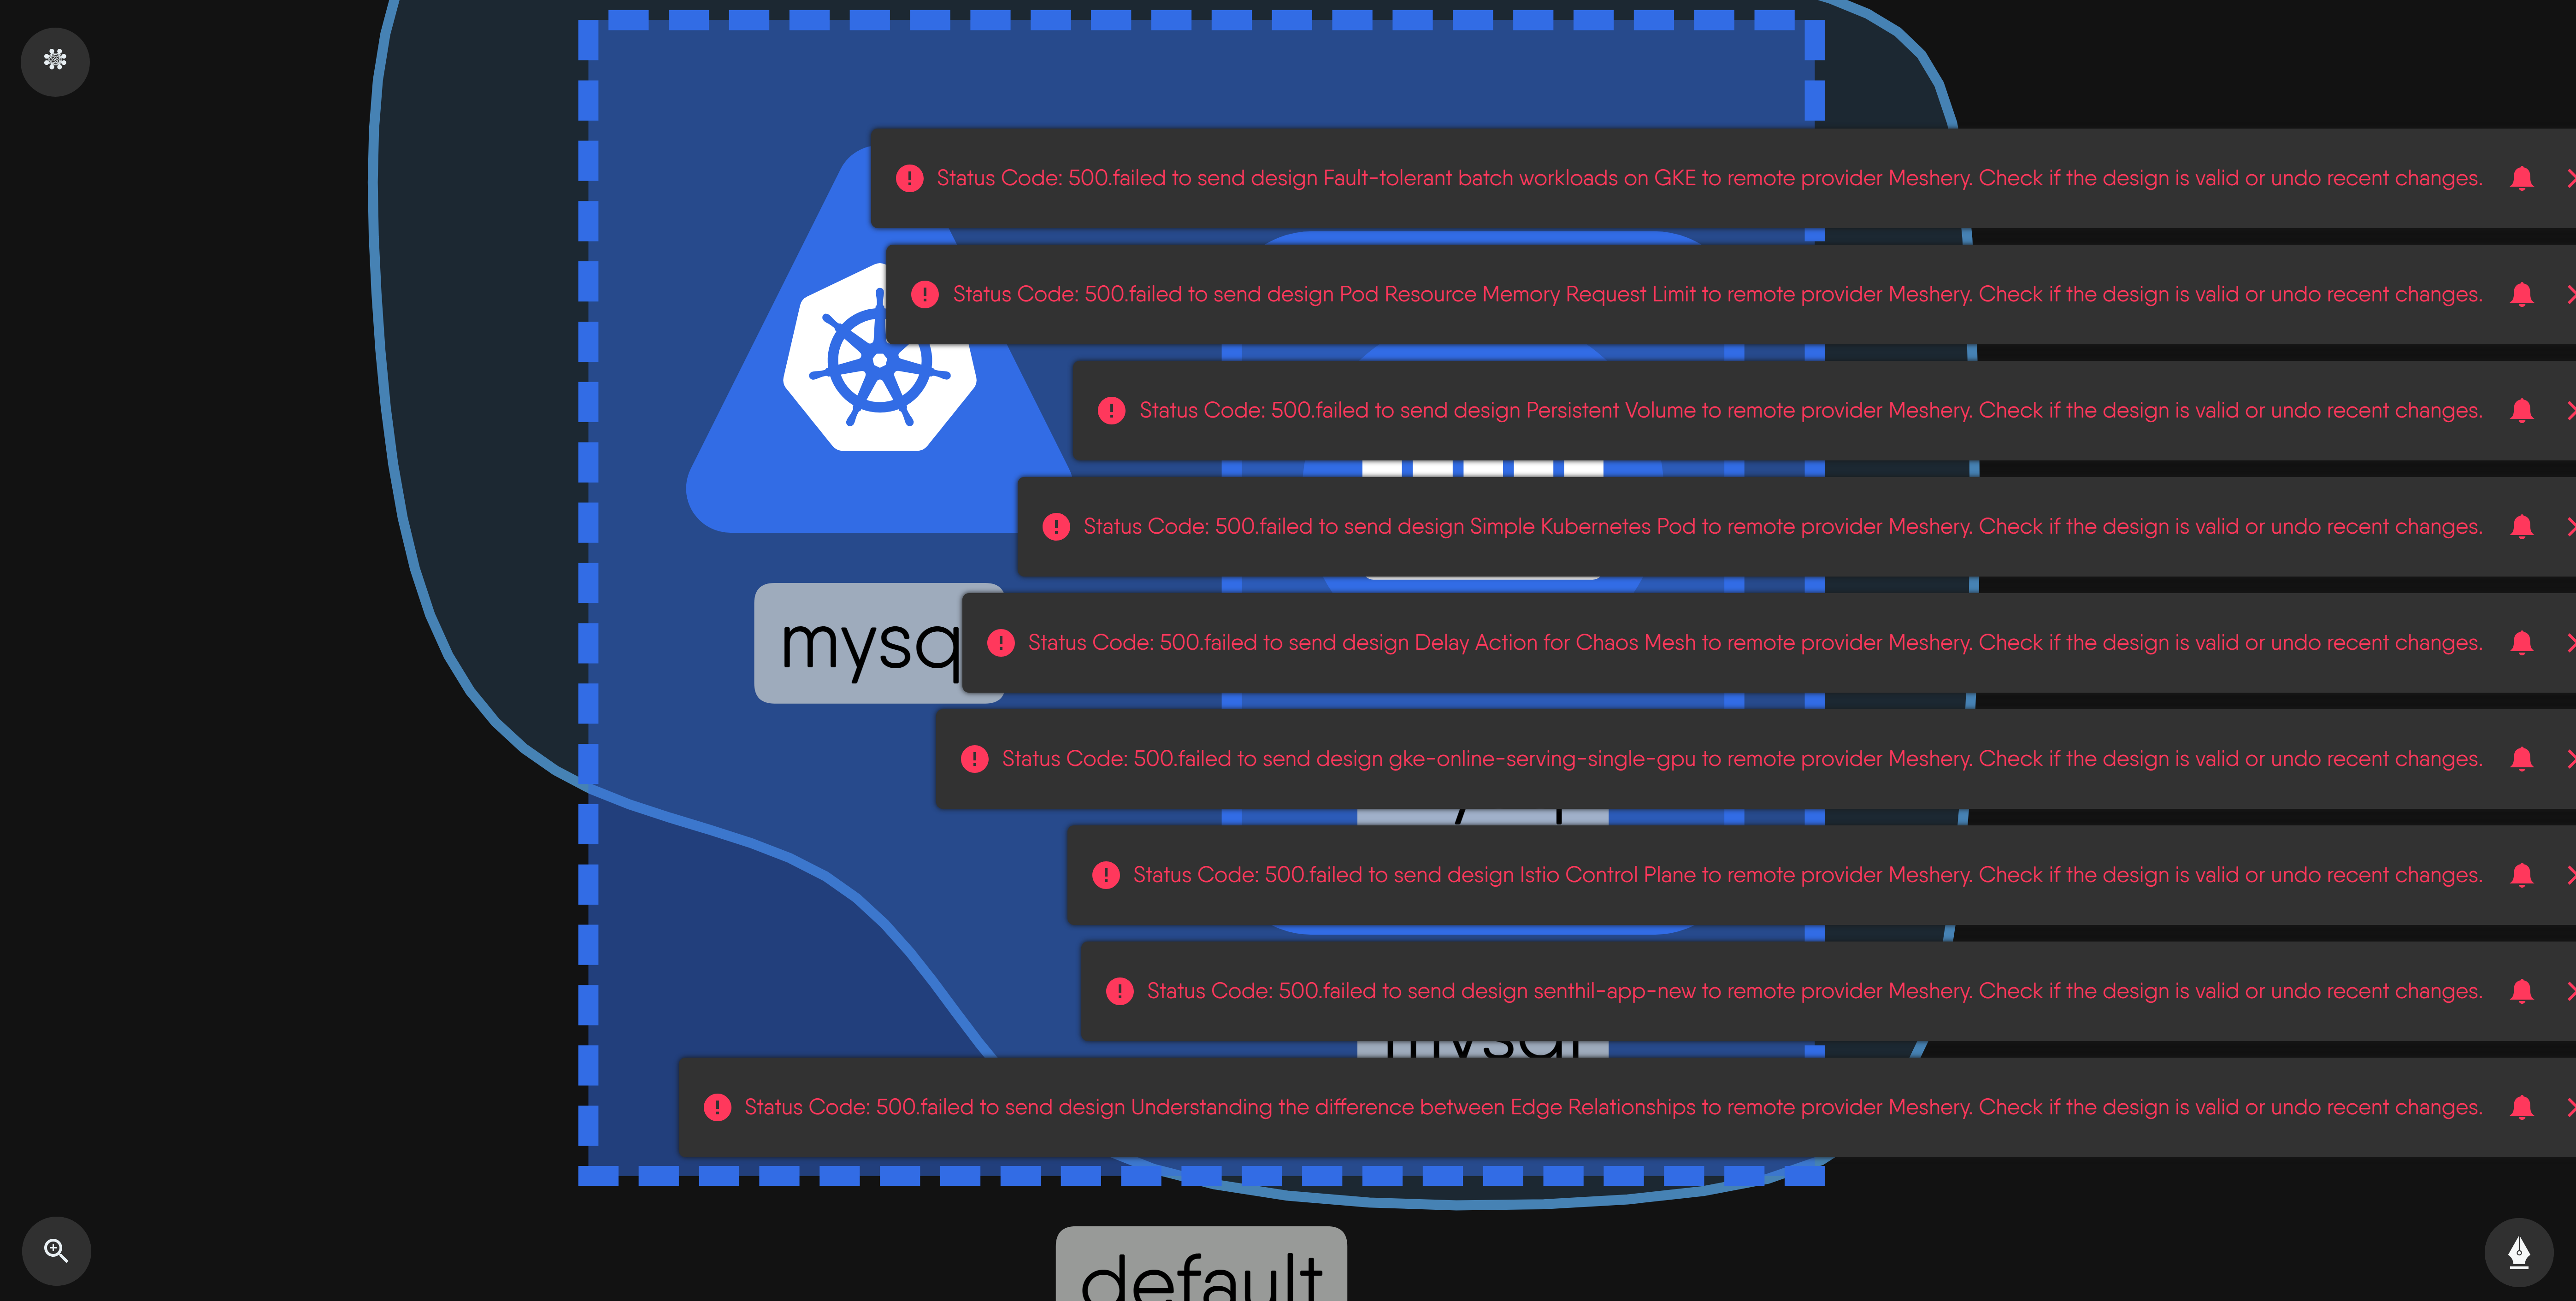 Status Code: 500.failed to send design Fault-tolerant batch workloads on GKE to remote provider Meshery. Check if the design is valid or undo recent changes.
Status Code: 500.failed to send design Pod Resource Memory Request Limit to remote provider Meshery. Check if the design is valid or undo recent changes.
Status Code: 500.failed to send design Persistent Volume to remote provider Meshery. Check if the design is valid or undo recent changes.
Status Code: 500.failed to send design Simple Kubernetes Pod to remote provider Meshery. Check if the design is valid or undo recent changes.
mysq
Status Code: 500.failed to send design Delay Action for Chaos Mesh to remote provider Meshery. Check if the design is valid or undo recent changes.
Status Code: 500.failed to send design gke-online-serving-single-gpu to remote provider Meshery. Check if the design is valid or undo recent changes.
Status Code: 500.failed to send design Istio Control Plane to remote provider Meshery. Check if the design is valid or undo recent changes.
Status Code: 500.failed to send design senthil-app-new to remote provider Meshery. Check if the design is valid or undo recent changes.
mysql
Status Code: 500.failed to send design Understanding the difference between Edge Relationships to remote provider Meshery. Check if the design is valid or undo recent changes.
default